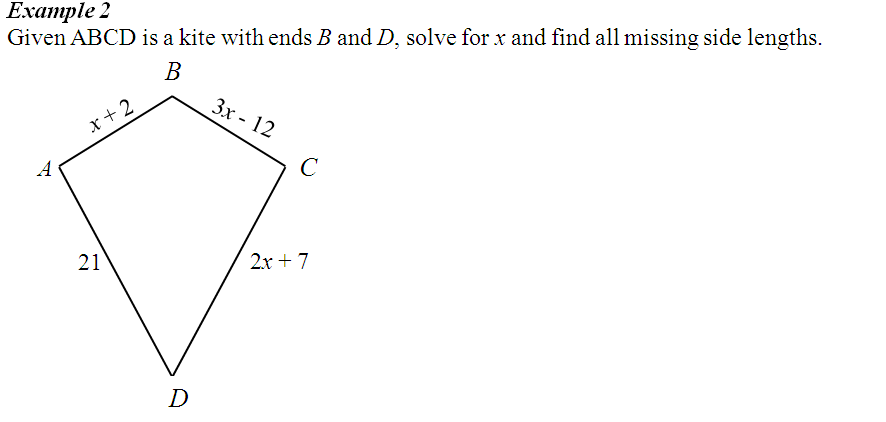 Example 2
Given ABCD is a kite with ends B and D, solve for x and find all missing side lengths.
B
x + 2
3x - 12
A
C
21
2x + 7
D